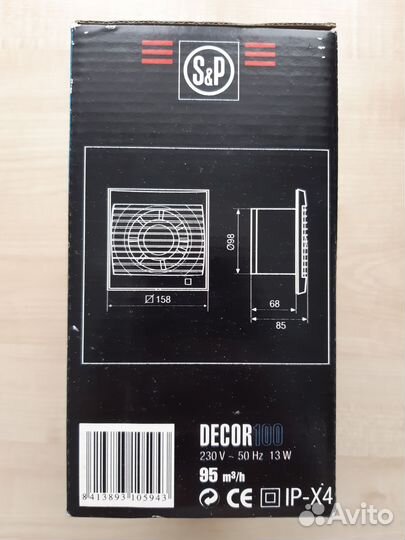 S&P
Ø98
□ 158
68
85
DECOR100
230 V ~ 50 Hz 13 W
95 m³/h
CE IP-X4
8413893105943
Avito